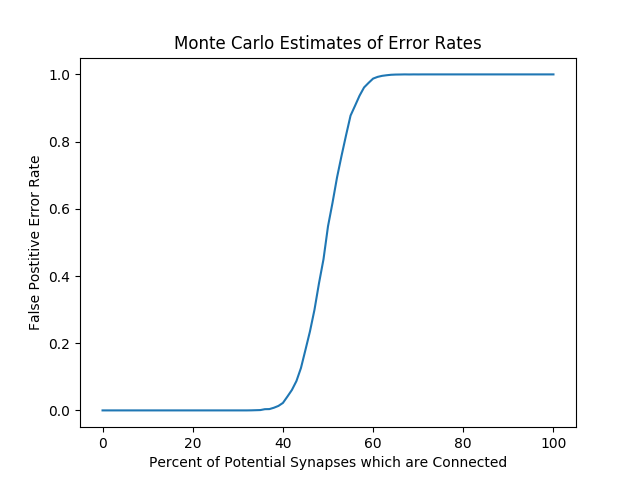 Monte Carlo Estimates of Error Rates
1.0
0.8
0.6
0.4
0.2
0.0
False Postitive Error Rate
0 20 40 60 80 100
Percent of Potential Synapses which are Connected